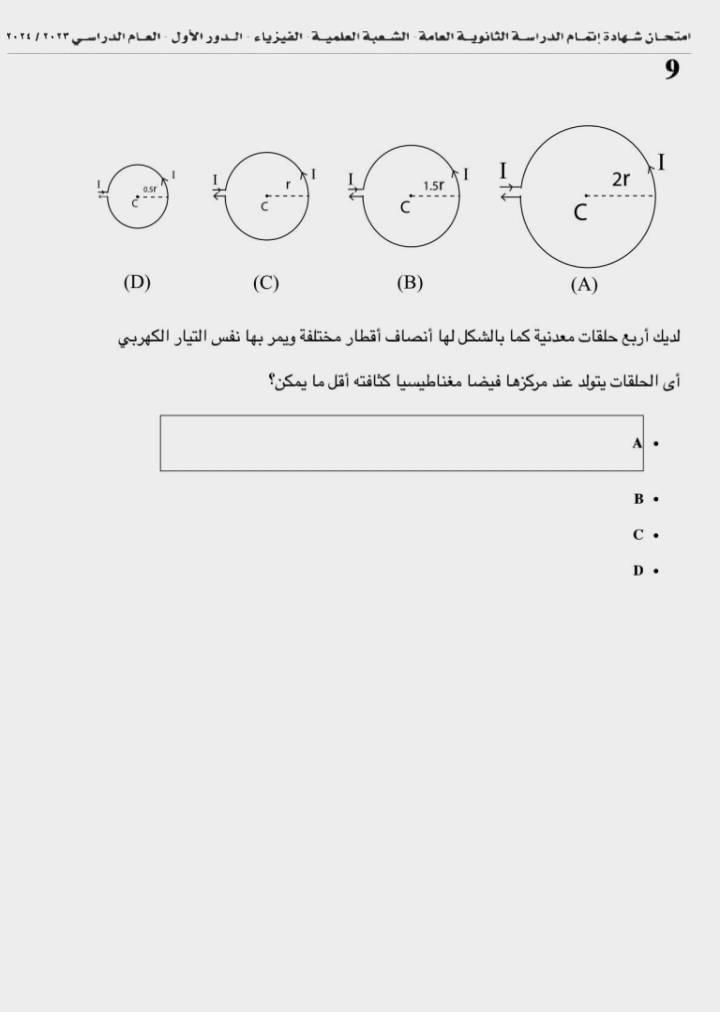 امتحان شهادة إتمام الدراسة الثانوية العامة - الشعبة العلمية - الفيزياء - الدور الأول - العام الدراسي ٢٠٢٣ / ٢٠٢٤
9
I I 0.5r C
I I r C
I I 1.5r C
I I 2r C
(D) (C) (B) (A)
لديك أربع حلقات معدنية كما بالشكل لها أنصاف أقطار مختلفة ويمر بها نفس التيار الكهربي
أى الحلقات يتولد عند مركزها فيضا مغناطيسيا كثافته أقل ما يمكن؟
A •
B •
C •
D •